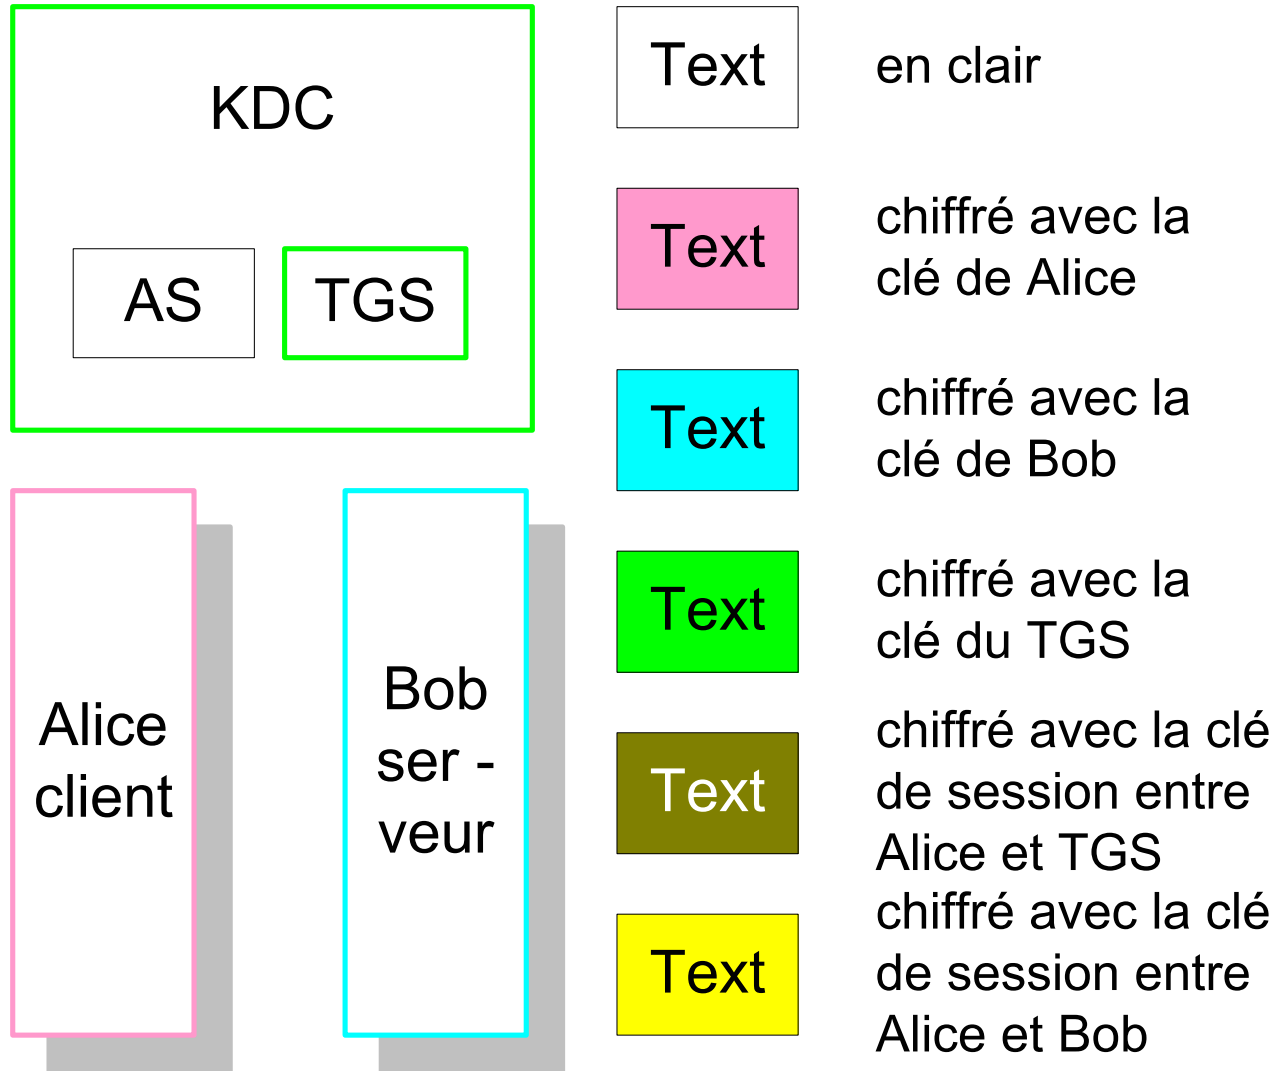 KDC
AS
TGS
Alice
client
Bob
ser -
veur
Text
en clair
Text
chiffré avec la
clé de Alice
Text
chiffré avec la
clé de Bob
Text
chiffré avec la
clé du TGS
Text
chiffré avec la clé
de session entre
Alice et TGS
Text
chiffré avec la clé
de session entre
Alice et Bob